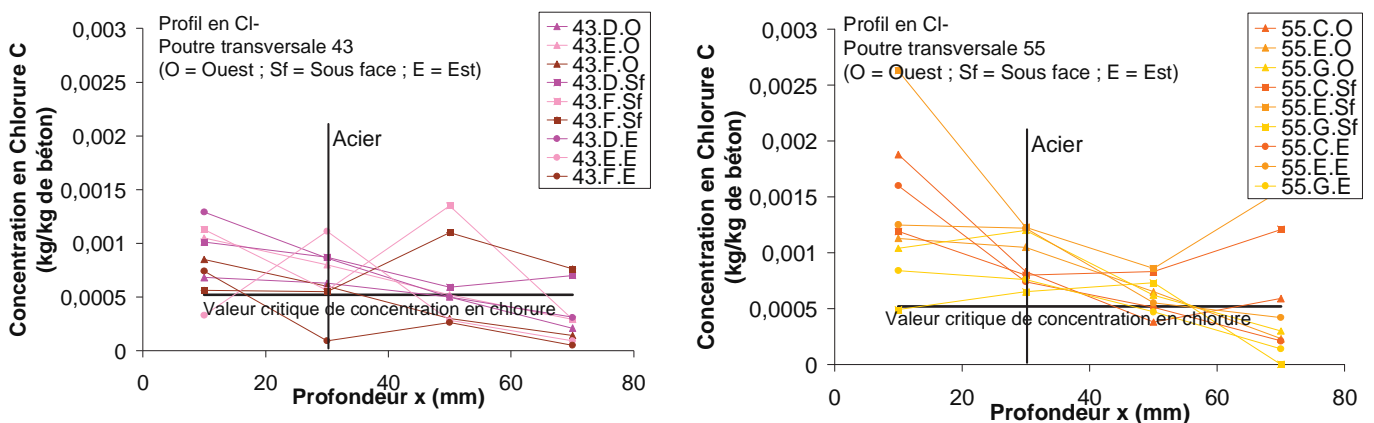 Profil en Cl-
Poutre transversale 43
(O = Ouest ; Sf = Sous face ; E = Est)
Concentration en Chlorure C
(kg/kg de béton)
0,003
0,0025
0,002
0,0015
0,001
0,0005
0
Acier
Valeur critique de concentration en chlorure
0
20
40
60
80
Profondeur x (mm)
43.D.O
43.E.O
43.F.O
43.D.Sf
43.F.Sf
43.F.Sf
43.D.E
43.E.E
43.F.E
Profil en Cl-
Poutre transversale 55
(O = Ouest ; Sf = Sous face ; E = Est)
Concentration en Chlorure C
(kg/kg de béton)
0,003
0,0025
0,002
0,0015
0,001
0,0005
0
Acier
Valeur critique de concentration en chlorure
0
20
40
60
80
Profondeur x (mm)
55.C.O
55.E.O
55.G.O
55.C.Sf
55.E.Sf
55.G.Sf
55.C.E
55.E.E
55.G.E